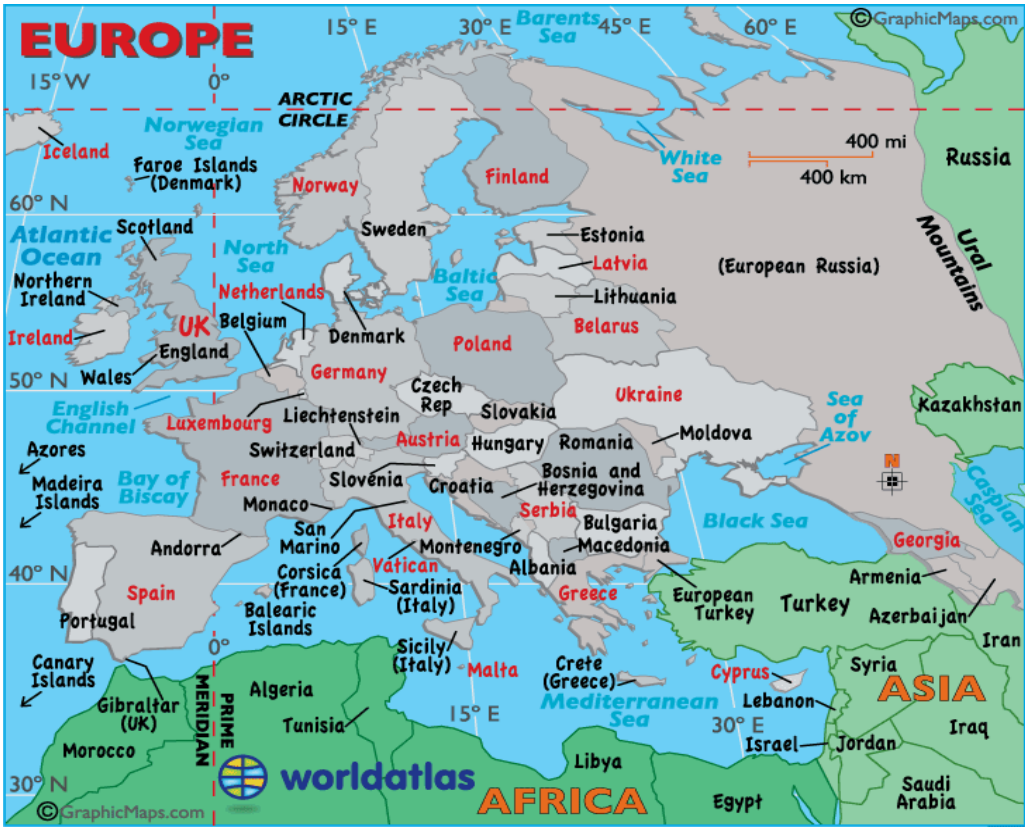 EUROPE
© GraphicMaps.com
15° W
0°
15° E
Barents
Sea
45° E
60° E
ARCTIC
CIRCLE
Norwegian
Sea
Iceland
Faroe Islands
(Denmark)
White
Sea
400 mi
400 km
Russia
Norway
Finland
60° N
Scotland
Sweden
Atlantic
Ocean
North
Sea
Estonia
Latvia
(European Russia)
Ural
Mountains
Northern
Ireland
Netherlands
Baltic
Sea
Lithuania
Ireland
UK
Belgium
Denmark
Belarus
England
Poland
Wales
50° N
Germany
Czech
Rep
Ukraine
English
Channel
Luxembourg
Liechtenstein
Slovakia
Sea
of
Azov
Kazakhstan
Azores
Switzerland
Austria
Hungary
Romania
Moldova
Madeira
Islands
Bay of
Biscay
France
Slovenia
Croatia
Bosnia and
Herzegovina
N
Caspian
Sea
Monaco
Serbia
San
Marino
Italy
Bulgaria
Black Sea
Andorra
Montenegro
Macedonia
Georgia
40° N
Corsica
(France)
Vatican
Albania
Armenia
Spain
Sardinia
(Italy)
Greece
European
Turkey
Turkey
Azerbaijan
Portugal
Balearic
Islands
Iran
0°
Sicily
(Italy)
Canary
Islands
Malta
Crete
(Greece)
Cyprus
Syria
ASIA
Gibraltar
(UK)
PRIME
MERIDIAN
Algeria
Mediterranean
Sea
Lebanon
15° E
30° E
Tunisia
Iraq
Morocco
Israel
Jordan
Libya
worldatlas
30° N
AFRICA
Egypt
Saudi
Arabia
© GraphicMaps.com